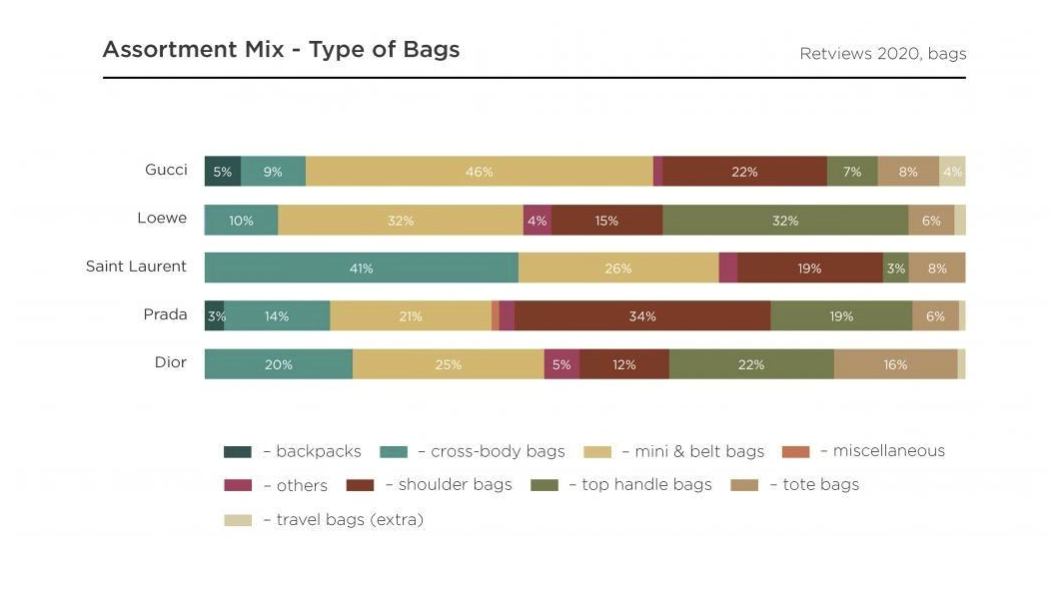 Assortment Mix - Type of Bags
Retviews 2020, bags
Gucci 5% 9% 46% 22% 7% 8% 4%
Loewe 10% 32% 4% 15% 32% 6%
Saint Laurent 41% 26% 19% 3% 8%
Prada 3% 14% 21% 34% 19% 6%
Dior 20% 25% 5% 12% 22% 16%
– backpacks – cross-body bags – mini & belt bags – miscellaneous
– others – shoulder bags – top handle bags – tote bags
– travel bags (extra)